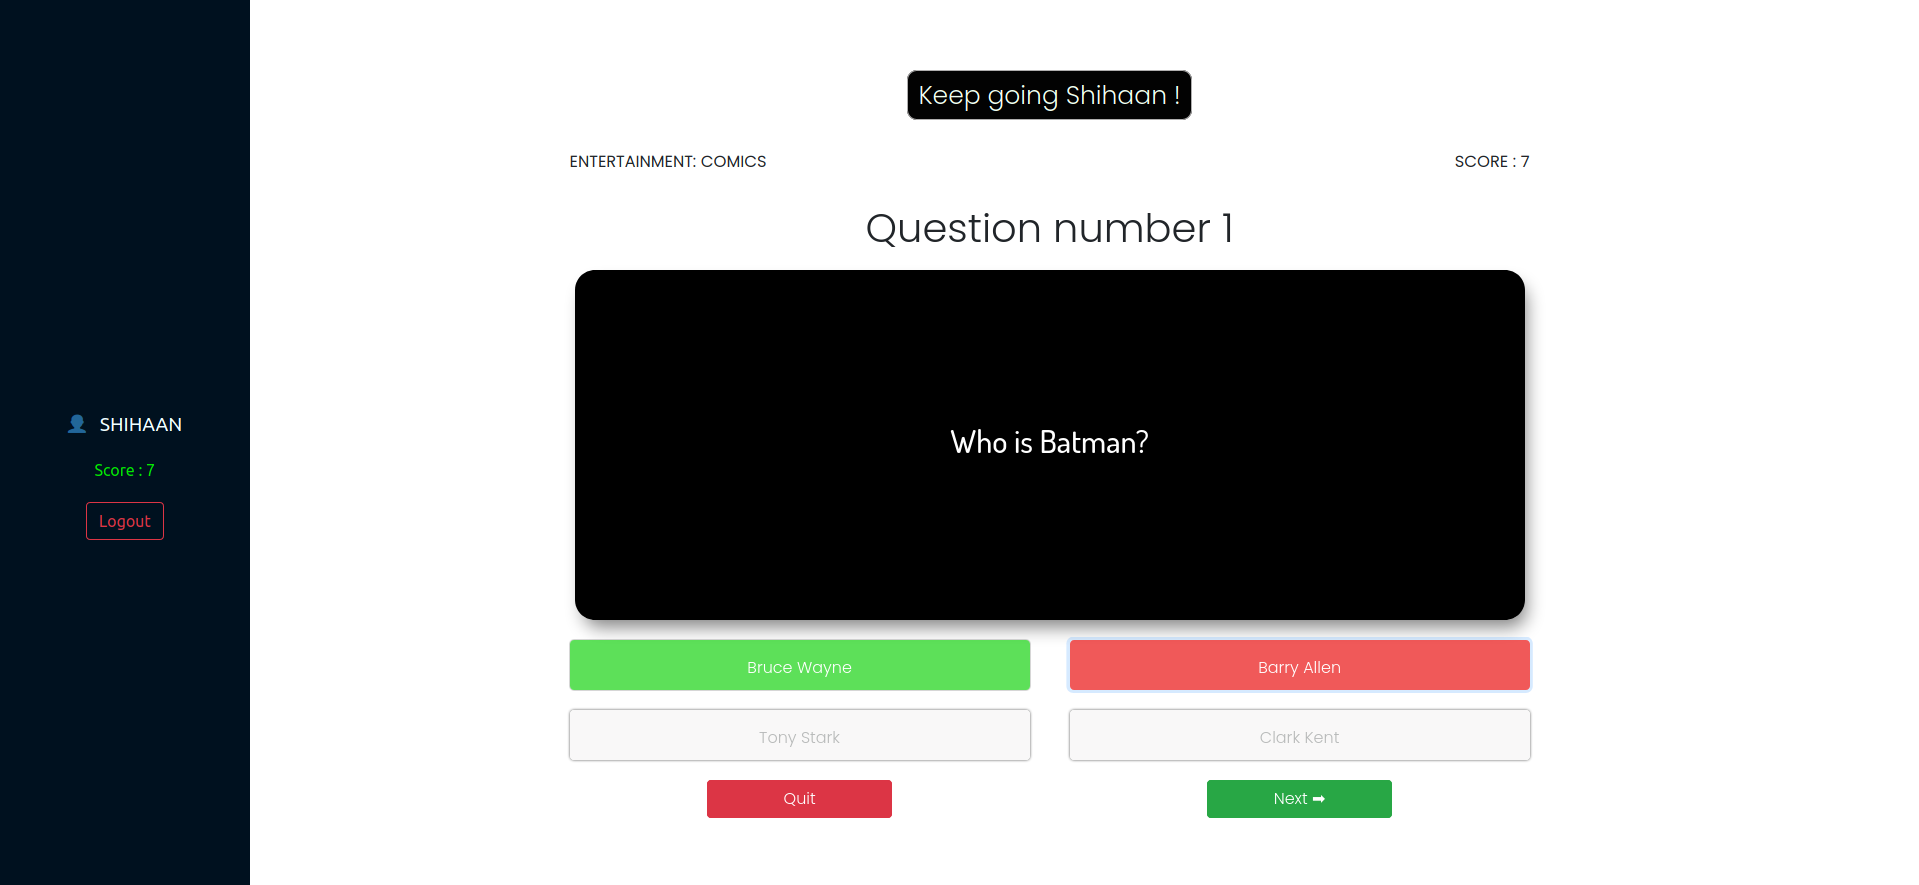 Keep going Shihaan !
ENTERTAINMENT: COMICS
SCORE : 7
Question number 1
Who is Batman?
SHIHAAN
Score : 7
Logout
Bruce Wayne
Barry Allen
Tony Stark
Clark Kent
Quit
Next ➡